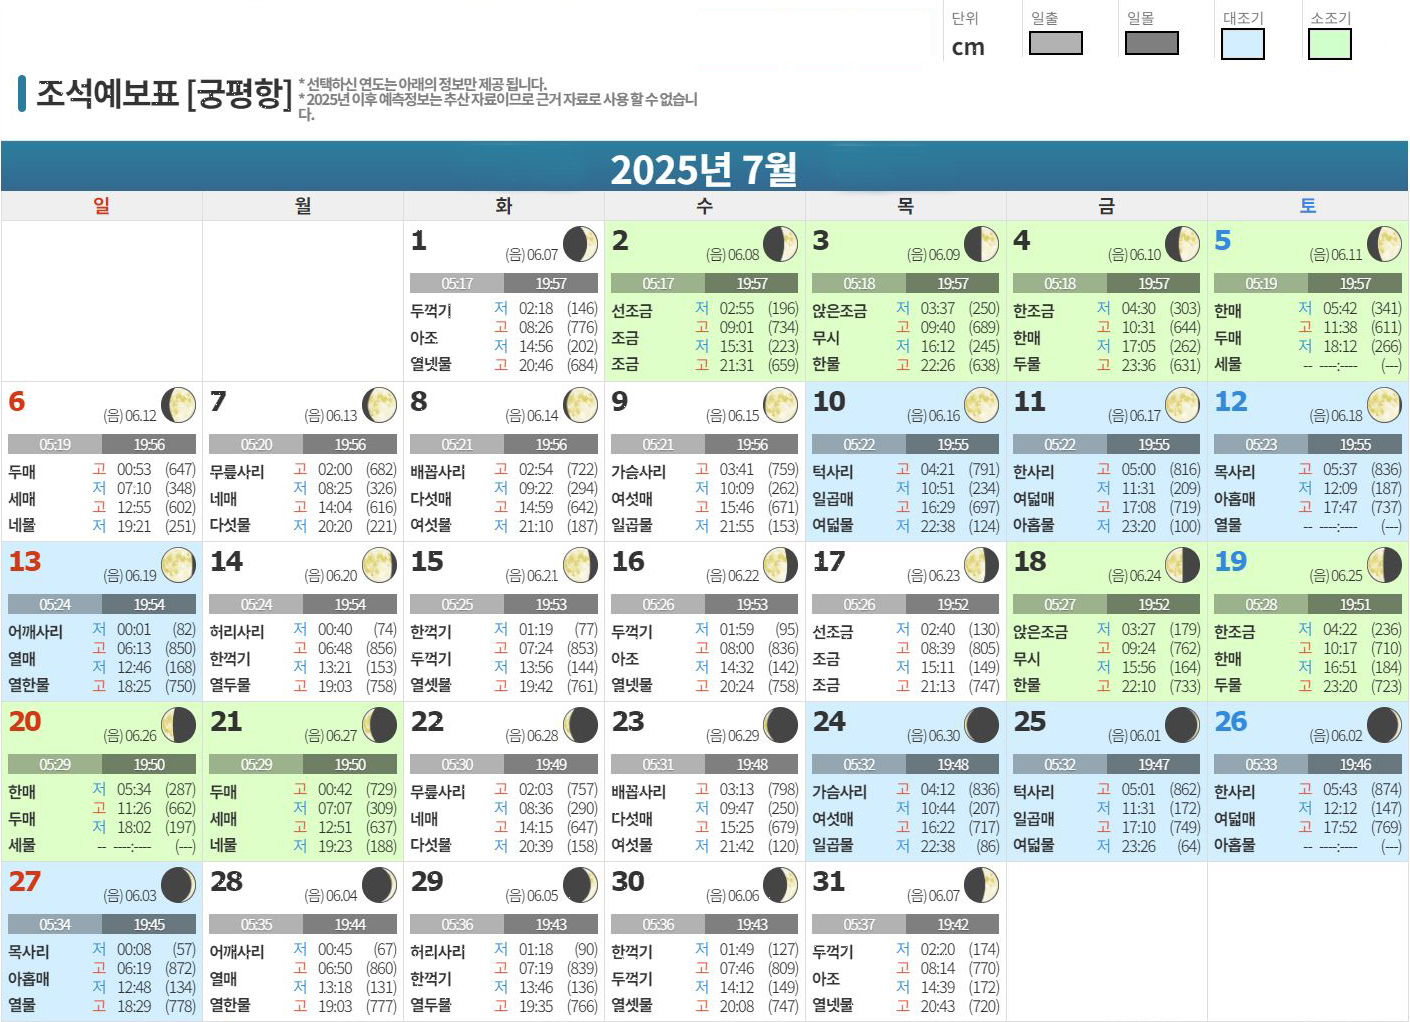 단위 일출 일몰 대조기 소조기
cm
조석예보표 [궁평항]
* 선택하신 연도는 아래의 정보만 제공 됩니다.
* 2025년 이후 예측정보는 추산 자료이므로 근거 자료로 사용 할 수 없습니
다.
2025년 7월
일 월 화 수 목 금 토
1 (음) 06.07
05:17 19:57
두꺽기 아조 열넷물
저 02:18 (146)
고 08:26 (776)
저 14:56 (202)
고 20:46 (684)
2 (음) 06.08
05:17 19:57
선조금 조금 조금
저 02:55 (196)
고 09:01 (734)
저 15:31 (223)
고 21:31 (659)
3 (음) 06.09
05:18 19:57
앉은조금 무시 한물
저 03:37 (250)
고 09:40 (689)
저 16:12 (245)
고 22:26 (638)
4 (음) 06.10
05:18 19:57
한조금 한매 두물
저 04:30 (303)
고 10:31 (644)
저 17:05 (262)
고 23:36 (631)
5 (음) 06.11
05:19 19:57
한매 두매 세물
저 05:42 (341)
고 11:38 (611)
저 18:12 (266)
-- ----:---- (---)
6 (음) 06.12
05:19 19:56
두매 세매 네물
고 00:53 (647)
저 07:10 (348)
고 12:55 (602)
저 19:21 (251)
7 (음) 06.13
05:20 19:56
무릎사리 네매 다섯물
고 02:00 (682)
저 08:25 (326)
고 14:04 (616)
저 20:20 (221)
8 (음) 06.14
05:21 19:56
배꼽사리 다섯매 여섯물
고 02:54 (722)
저 09:22 (294)
고 14:59 (642)
저 21:10 (187)
9 (음) 06.15
05:21 19:56
가슴사리 여섯매 일곱물
고 03:41 (759)
저 10:09 (262)
고 15:46 (671)
저 21:55 (153)
10 (음) 06.16
05:22 19:55
턱사리 일곱매 여덟물
고 04:21 (791)
저 10:51 (234)
고 16:29 (697)
저 22:38 (124)
11 (음) 06.17
05:22 19:55
한사리 여덟매 아홉물
고 05:00 (816)
저 11:31 (209)
고 17:08 (719)
저 23:20 (100)
12 (음) 06.18
05:23 19:55
목사리 아홉매 열물
고 05:37 (836)
저 12:09 (187)
고 17:47 (737)
-- ----:---- (---)
13 (음) 06.19
05:24 19:54
어깨사리 열매 열한물
저 00:01 (82)
고 06:13 (850)
저 12:46 (168)
고 18:25 (750)
14 (음) 06.20
05:24 19:54
허리사리 한꺽기 열두물
저 00:40 (74)
고 06:48 (856)
저 13:21 (153)
고 19:03 (758)
15 (음) 06.21
05:25 19:53
한꺽기 두꺽기 열셋물
저 01:19 (77)
고 07:24 (853)
저 13:56 (144)
고 19:42 (761)
16 (음) 06.22
05:26 19:53
두꺽기 아조 열넷물
저 01:59 (95)
고 08:00 (836)
저 14:32 (142)
고 20:24 (758)
17 (음) 06.23
05:26 19:52
선조금 조금 조금
저 02:40 (130)
고 08:39 (805)
저 15:11 (149)
고 21:13 (747)
18 (음) 06.24
05:27 19:52
앉은조금 무시 한물
저 03:27 (179)
고 09:24 (762)
저 15:56 (164)
고 22:10 (733)
19 (음) 06.25
05:28 19:51
한조금 한매 두물
저 04:22 (236)
고 10:17 (710)
저 16:51 (184)
고 23:20 (723)
20 (음) 06.26
05:29 19:50
한매 두매 세물
저 05:34 (287)
고 11:26 (662)
저 18:02 (197)
-- ----:---- (---)
21 (음) 06.27
05:29 19:50
두매 세매 네물
고 00:42 (729)
저 07:07 (309)
고 12:51 (637)
저 19:23 (188)
22 (음) 06.28
05:30 19:49
무릎사리 네매 다섯물
고 02:03 (757)
저 08:36 (290)
고 14:15 (647)
저 20:39 (158)
23 (음) 06.29
05:31 19:48
배꼽사리 다섯매 여섯물
고 03:13 (798)
저 09:47 (250)
고 15:25 (679)
저 21:42 (120)
24 (음) 06.30
05:32 19:48
가슴사리 여섯매 일곱물
고 04:12 (836)
저 10:44 (207)
고 16:22 (717)
저 22:38 (86)
25 (음) 06.01
05:32 19:47
턱사리 일곱매 여덟물
고 05:01 (862)
저 11:31 (172)
고 17:10 (749)
저 23:26 (64)
26 (음) 06.02
05:33 19:46
한사리 여덟매 아홉물
고 05:43 (874)
저 12:12 (147)
고 17:52 (769)
-- ----:---- (---)
27 (음) 06.03
05:34 19:45
목사리 아홉매 열물
저 00:08 (57)
고 06:19 (872)
저 12:48 (134)
고 18:29 (778)
28 (음) 06.04
05:35 19:44
어깨사리 열매 열한물
저 00:45 (67)
고 06:50 (860)
저 13:18 (131)
고 19:03 (777)
29 (음) 06.05
05:36 19:43
허리사리 한꺽기 열두물
저 01:18 (90)
고 07:19 (839)
저 13:46 (136)
고 19:35 (766)
30 (음) 06.06
05:36 19:43
한꺽기 두꺽기 열셋물
저 01:49 (127)
고 07:46 (809)
저 14:12 (149)
고 20:08 (747)
31 (음) 06.07
05:37 19:42
두꺽기 아조 열넷물
저 02:20 (174)
고 08:14 (770)
저 14:39 (172)
고 20:43 (720)